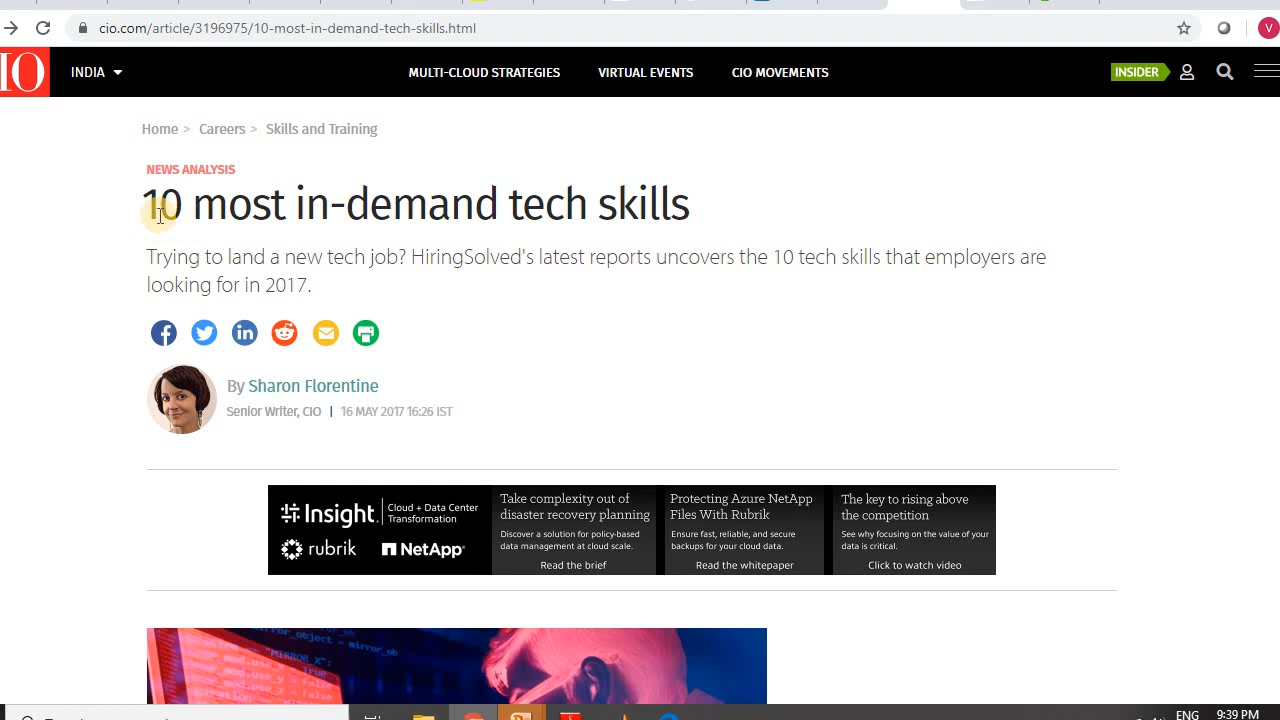 cio.com/article/3196975/10-most-in-demand-tech-skills.html
V
IO
INDIA
MULTI-CLOUD STRATEGIES
VIRTUAL EVENTS
CIO MOVEMENTS
INSIDER
Home > Careers > Skills and Training
NEWS ANALYSIS
10 most in-demand tech skills
Trying to land a new tech job? HiringSolved's latest reports uncovers the 10 tech skills that employers are
looking for in 2017.
By Sharon Florentine
Senior Writer, CIO | 16 MAY 2017 16:26 IST
Insight.
Cloud + Data Center
Transformation
rubrik
NetApp
Take complexity out of
disaster recovery planning
Discover a solution for policy-based
data management at cloud scale.
Read the brief
Protecting Azure NetApp
Files With Rubrik
Ensure fast, reliable, and secure
backups for your cloud data.
Read the whitepaper
The key to rising above
the competition
See why focusing on the value of your
data is critical.
Click to watch video
mirror_object = mirror_ob
"MIRROR_X":
ENG
9:39 PM